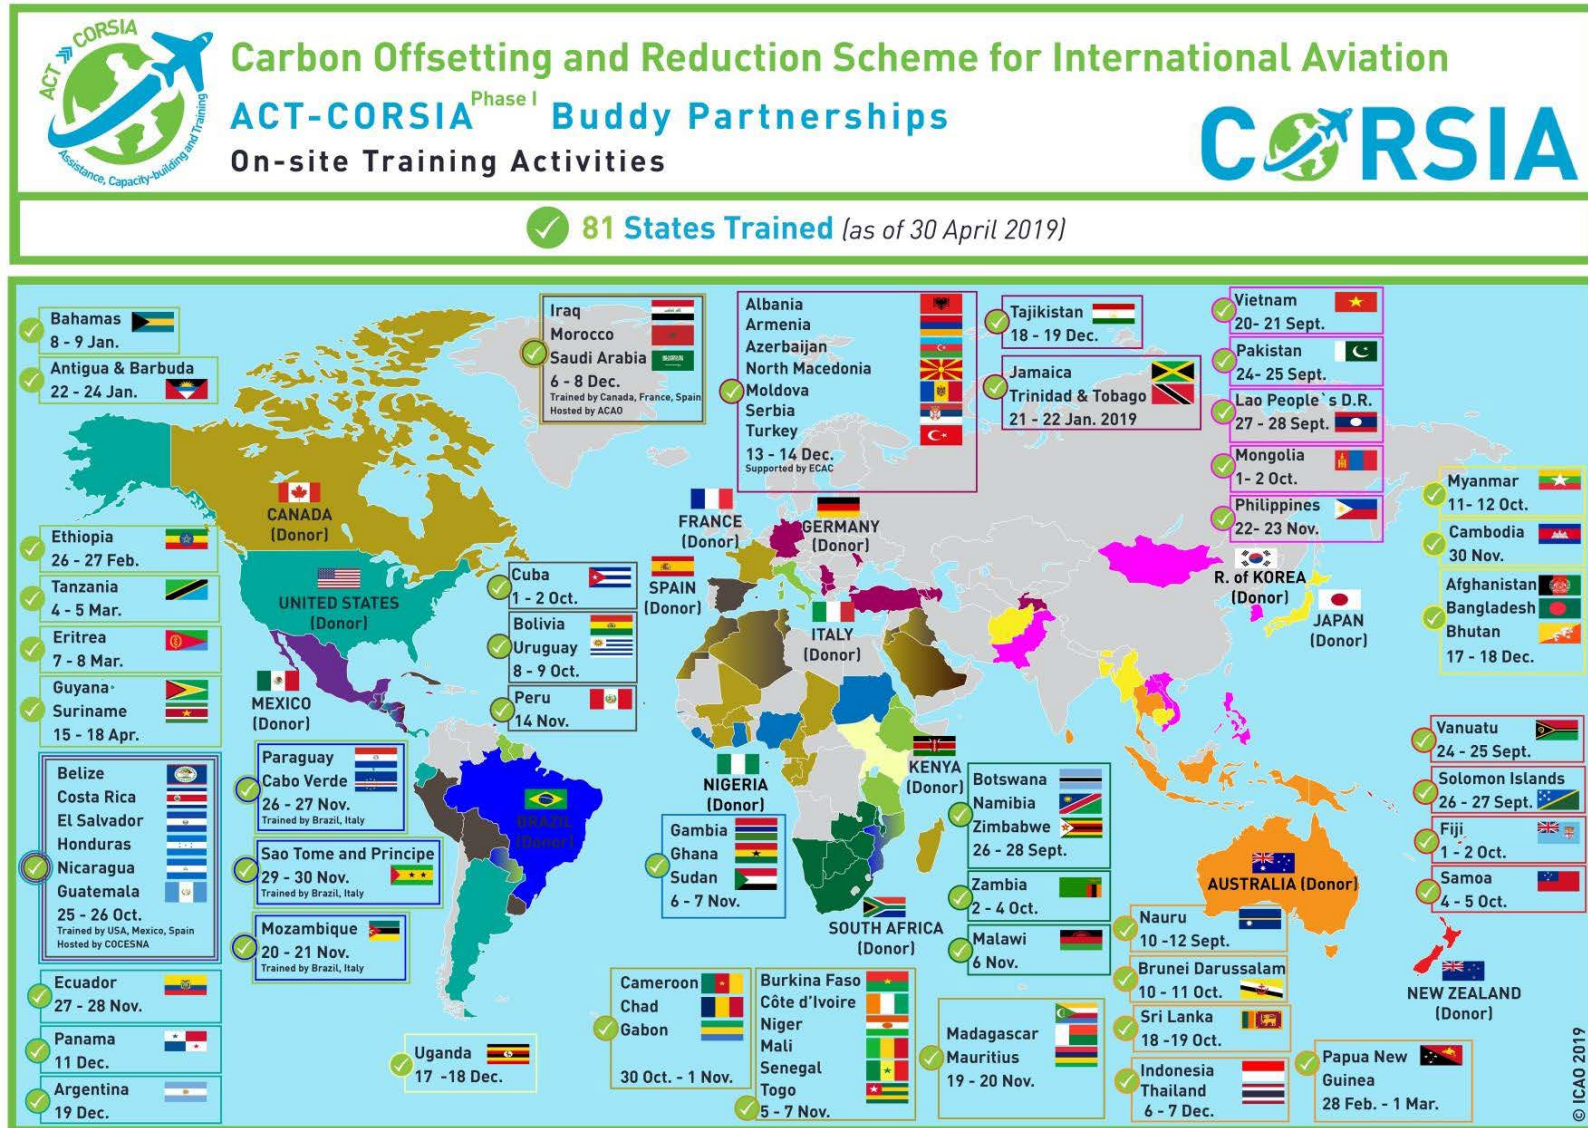 ACT CORSIA
Assistance, Capacity-building and Training
Carbon Offsetting and Reduction Scheme for International Aviation
ACT-CORSIA Phase I Buddy Partnerships
On-site Training Activities
CORSIA
81 States Trained (as of 30 April 2019)
Bahamas
8 - 9 Jan.
Antigua & Barbuda
22 - 24 Jan.
Iraq
Morocco
Saudi Arabia
6 - 8 Dec.
Trained by Canada, France, Spain
Hosted by ACAO
Albania
Armenia
Azerbaijan
North Macedonia
Moldova
Serbia
Turkey
13 - 14 Dec.
Supported by ECAC
Tajikistan
18 - 19 Dec.
Jamaica
Trinidad & Tobago
21 - 22 Jan. 2019
Vietnam
20- 21 Sept.
Pakistan
24- 25 Sept.
Lao People`s D.R.
27 - 28 Sept.
Mongolia
1- 2 Oct.
Philippines
22- 23 Nov.
Myanmar
11- 12 Oct.
Cambodia
30 Nov.
Afghanistan
Bangladesh
Bhutan
17 - 18 Dec.
CANADA
(Donor)
UNITED STATES
(Donor)
MEXICO
(Donor)
FRANCE
(Donor)
GERMANY
(Donor)
SPAIN
(Donor)
ITALY
(Donor)
R. of KOREA
(Donor)
JAPAN
(Donor)
Ethiopia
26 - 27 Feb.
Tanzania
4 - 5 Mar.
Eritrea
7 - 8 Mar.
Guyana
Suriname
15 - 18 Apr.
Cuba
1 - 2 Oct.
Bolivia
Uruguay
8 - 9 Oct.
Peru
14 Nov.
Belize
Costa Rica
El Salvador
Honduras
Nicaragua
Guatemala
25 - 26 Oct.
Trained by USA, Mexico, Spain
Hosted by COCESNA
Paraguay
Cabo Verde
26 - 27 Nov.
Trained by Brazil, Italy
Sao Tome and Principe
29 - 30 Nov.
Trained by Brazil, Italy
Mozambique
20 - 21 Nov.
Trained by Brazil, Italy
BRAZIL
(Donor)
NIGERIA
(Donor)
KENYA
(Donor)
Gambia
Ghana
Sudan
6 - 7 Nov.
SOUTH AFRICA
(Donor)
Botswana
Namibia
Zimbabwe
26 - 28 Sept.
Zambia
2 - 4 Oct.
Malawi
6 Nov.
Vanuatu
24 - 25 Sept.
Solomon Islands
26 - 27 Sept.
Fiji
1 - 2 Oct.
Samoa
4 - 5 Oct.
AUSTRALIA (Donor)
NEW ZEALAND
(Donor)
Nauru
10 -12 Sept.
Brunei Darussalam
10 - 11 Oct.
Sri Lanka
18 -19 Oct.
Indonesia
Thailand
6 - 7 Dec.
Papua New
Guinea
28 Feb. - 1 Mar.
Ecuador
27 - 28 Nov.
Panama
11 Dec.
Argentina
19 Dec.
Uganda
17 -18 Dec.
Cameroon
Chad
Gabon
30 Oct. - 1 Nov.
Burkina Faso
Côte d'Ivoire
Niger
Mali
Senegal
Togo
5 - 7 Nov.
Madagascar
Mauritius
19 - 20 Nov.
© ICAO 2019